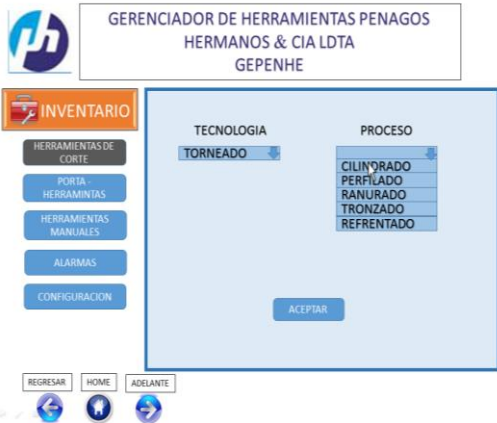 GERENCIADOR DE HERRAMIENTAS PENAGOS
HERMANOS & CIA LDTA
GEPENHE
INVENTARIO
HERRAMIENTAS DE
CORTE
PORTA -
HERRAMINTAS
HERRAMIENTAS
MANUALES
ALARMAS
CONFIGURACION
TECNOLOGIA
TORNEADO
PROCESO
CILINDRADO
PERFILADO
RANURADO
TRONZADO
REFRENTADO
ACEPTAR
REGRESAR
HOME
ADELANTE